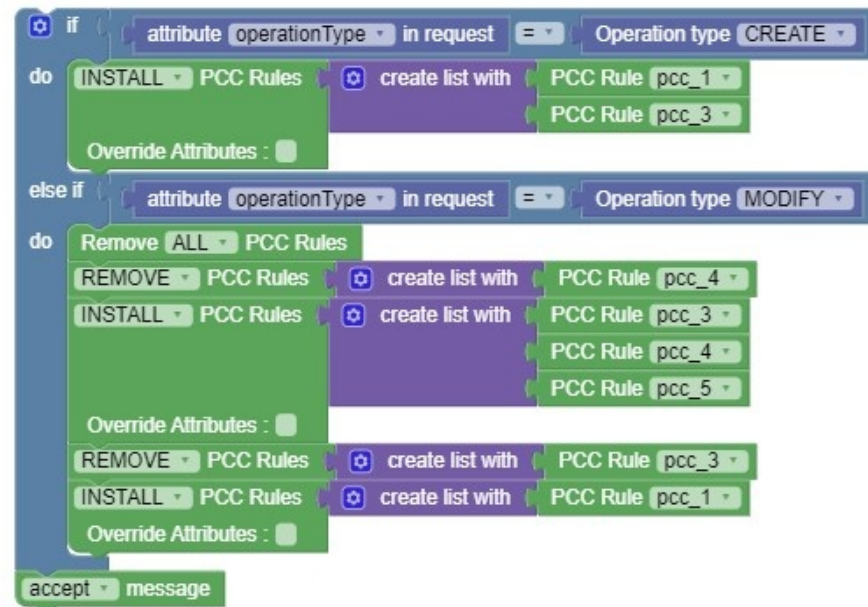 if attribute operationType in request = Operation type CREATE
do INSTALL PCC Rules create list with PCC Rule pcc_1
PCC Rule pcc_3
Override Attributes :
else if attribute operationType in request = Operation type MODIFY
do Remove ALL PCC Rules
REMOVE PCC Rules create list with PCC Rule pcc_4
INSTALL PCC Rules create list with PCC Rule pcc_3
PCC Rule pcc_4
PCC Rule pcc_5
Override Attributes :
REMOVE PCC Rules create list with PCC Rule pcc_3
INSTALL PCC Rules create list with PCC Rule pcc_1
Override Attributes :
accept message